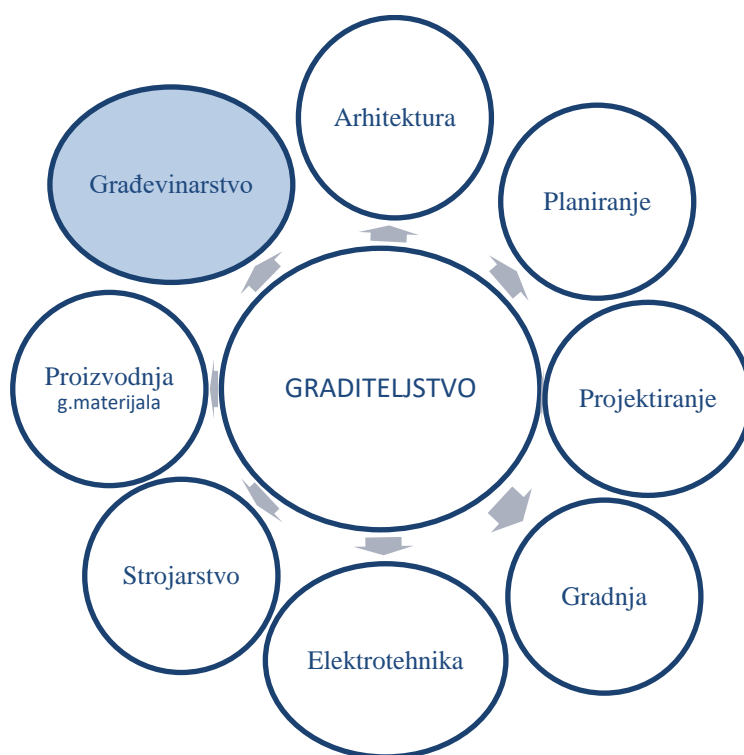 Arhitektura
Građevinarstvo
Planiranje
Proizvodnja
g.materijala
GRADITELJSTVO
Projektiranje
Strojarstvo
Gradnja
Elektrotehnika